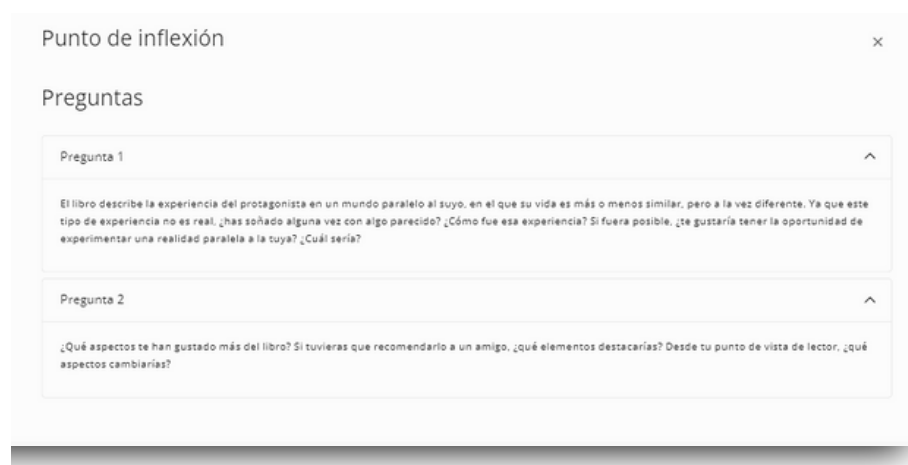 Punto de inflexión
×
Preguntas
Pregunta 1
El libro describe la experiencia del protagonista en un mundo paralelo al suyo, en el que su vida es más o menos similar, pero a la vez diferente. Ya que este
tipo de experiencia no es real, ¿has soñado alguna vez con algo parecido? ¿Cómo fue esa experiencia? Si fuera posible, ¿te gustaría tener la oportunidad de
experimentar una realidad paralela a la tuya? ¿Cuál sería?
Pregunta 2
¿Qué aspectos te han gustado más del libro? Si tuvieras que recomendarlo a un amigo, ¿qué elementos destacarías? Desde tu punto de vista de lector, ¿qué
aspectos cambiarías?